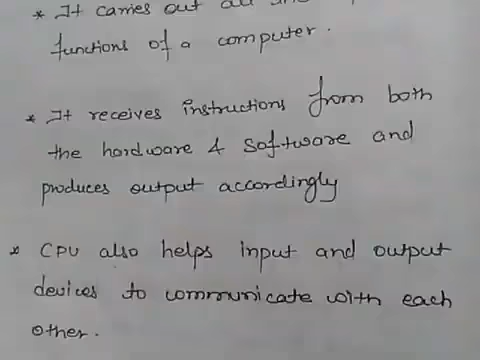 * It carries out all
functions of a computer.
* It receives instructions from both
the hardware & software and
produces output accordingly
* CPU also helps input and output
devices to communicate with each
other.